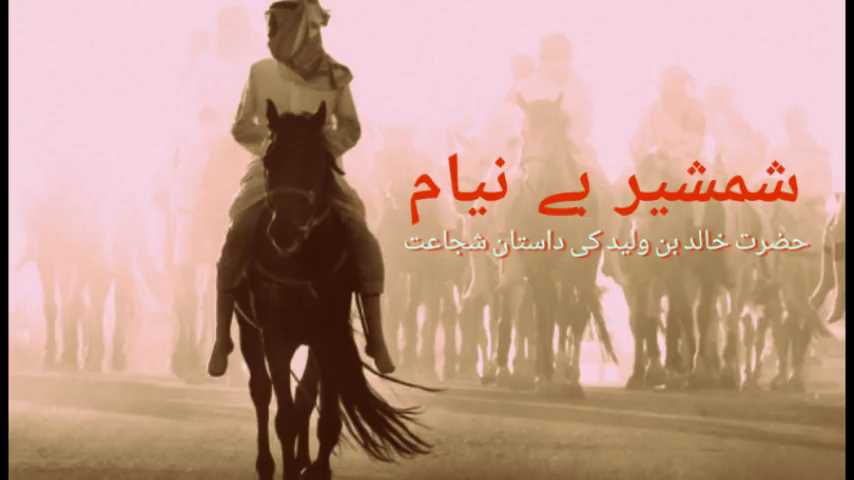 شمشیر بے نیام
حضرت خالد بن ولید کی داستان شجاعت